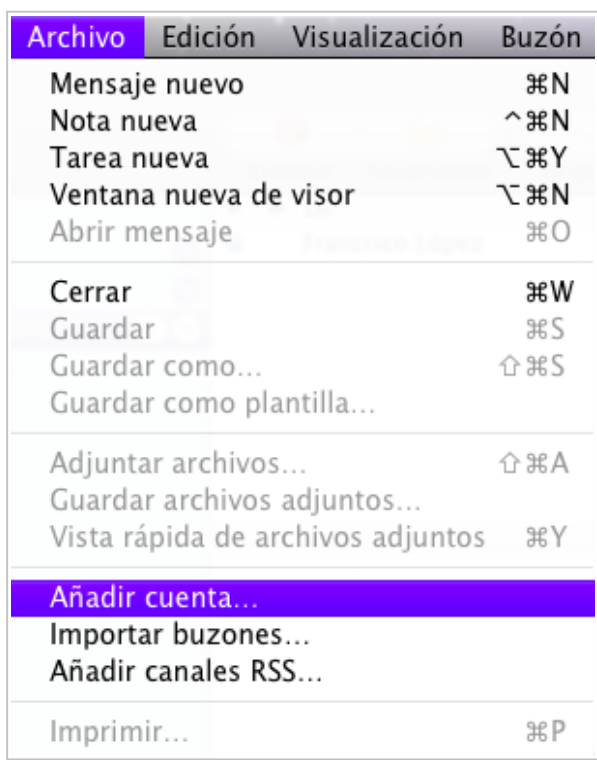 Archivo Edición Visualización Buzón
Mensaje nuevo ⌘N
Nota nueva ^⌘N
Tarea nueva ⌥⌘Y
Ventana nueva de visor ⌥⌘N
Abrir mensaje ⌘O
Francisco López
Cerrar ⌘W
Guardar ⌘S
Guardar como... ⇧⌘S
Guardar como plantilla...
Adjuntar archivos... ⇧⌘A
Guardar archivos adjuntos...
Vista rápida de archivos adjuntos ⌘Y
Añadir cuenta...
Importar buzones...
Añadir canales RSS...
Imprimir... ⌘P